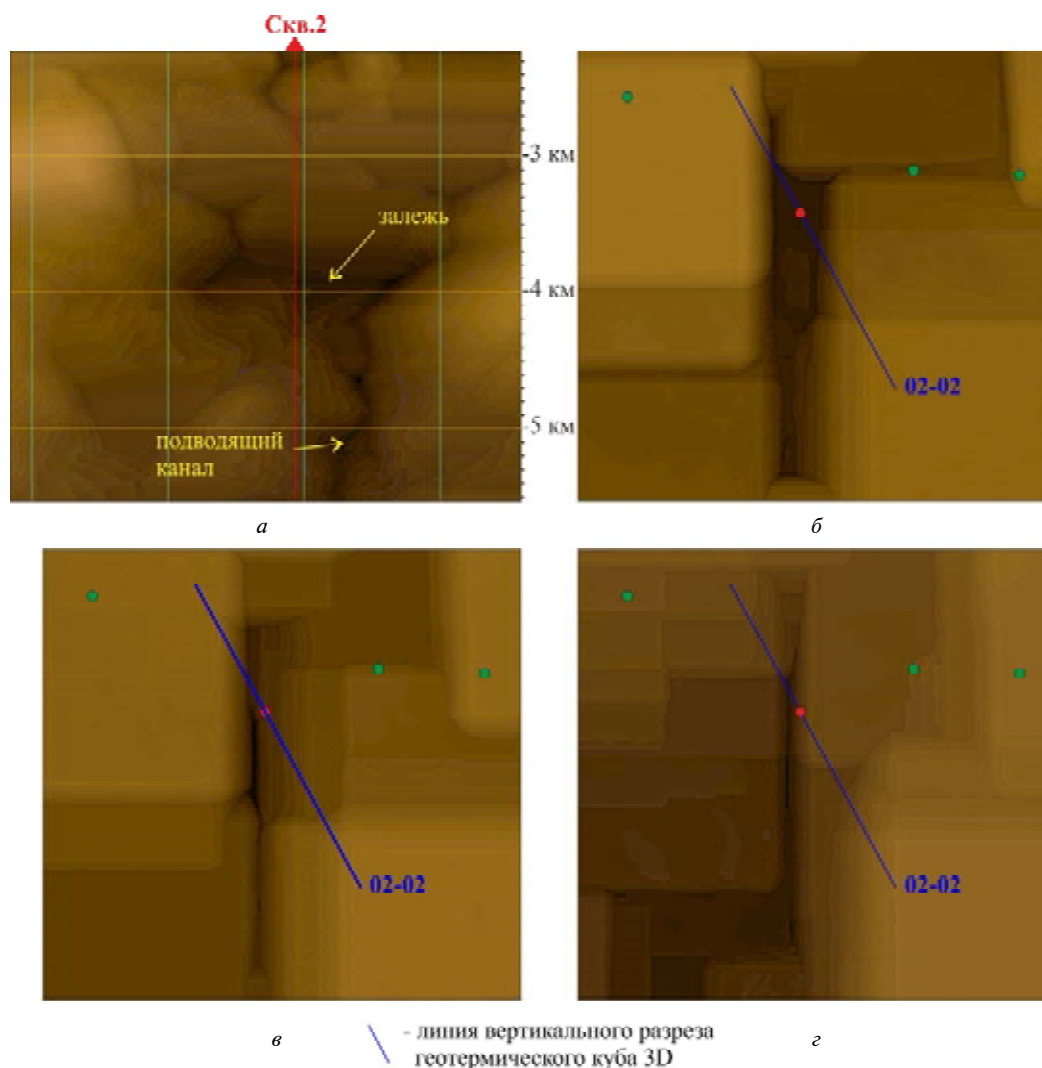 Скв.2
-3 км
залежь
-4 км
-5 км
подводящий
канал
02-02
а
б
02-02
02-02
в
г
- линия вертикального разреза
геотермического куба 3D